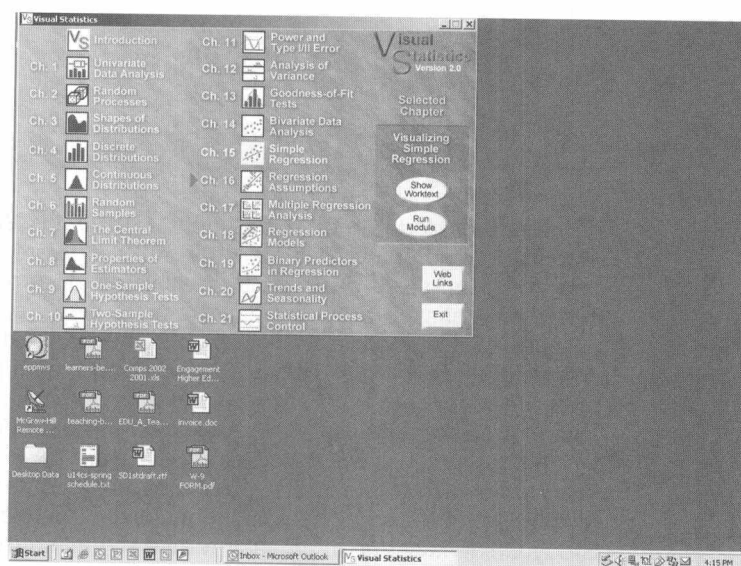 Visual Statistics
Introduction
Ch. 1 Univariate Data Analysis
Ch. 2 Random Processes
Ch. 3 Shapes of Distributions
Ch. 4 Discrete Distributions
Ch. 5 Continuous Distributions
Ch. 6 Random Samples
Ch. 7 The Central Limit Theorem
Ch. 8 Properties of Estimators
Ch. 9 One-Sample Hypothesis Tests
Ch. 10 Two-Sample Hypothesis Tests
Ch. 11 Power and Type I/II Error
Ch. 12 Analysis of Variance
Ch. 13 Goodness-of-Fit Tests
Ch. 14 Bivariate Data Analysis
Ch. 15 Simple Regression
Ch. 16 Regression Assumptions
Ch. 17 Multiple Regression Analysis
Ch. 18 Regression Models
Ch. 19 Binary Predictors in Regression
Ch. 20 Trends and Seasonality
Ch. 21 Statistical Process Control
Visual
Statistics
Version 2.0
Selected
Chapter
Visualizing
Simple
Regression
Show
Worktext
Run
Module
Web
Links
Exit
eppmvs
learners-be...
Comps 2002
2001.xls
Engagement
Higher Ed...
McGraw-Hill
Remote ...
teaching-b...
EDU_A_Tea...
invoice.doc
Desktop Data
u14cs-spring
schedule.txt
SD1stdraft.rtf
W-9
FORM.pdf
Start
Inbox - Microsoft Outlook
Visual Statistics
4:15 PM